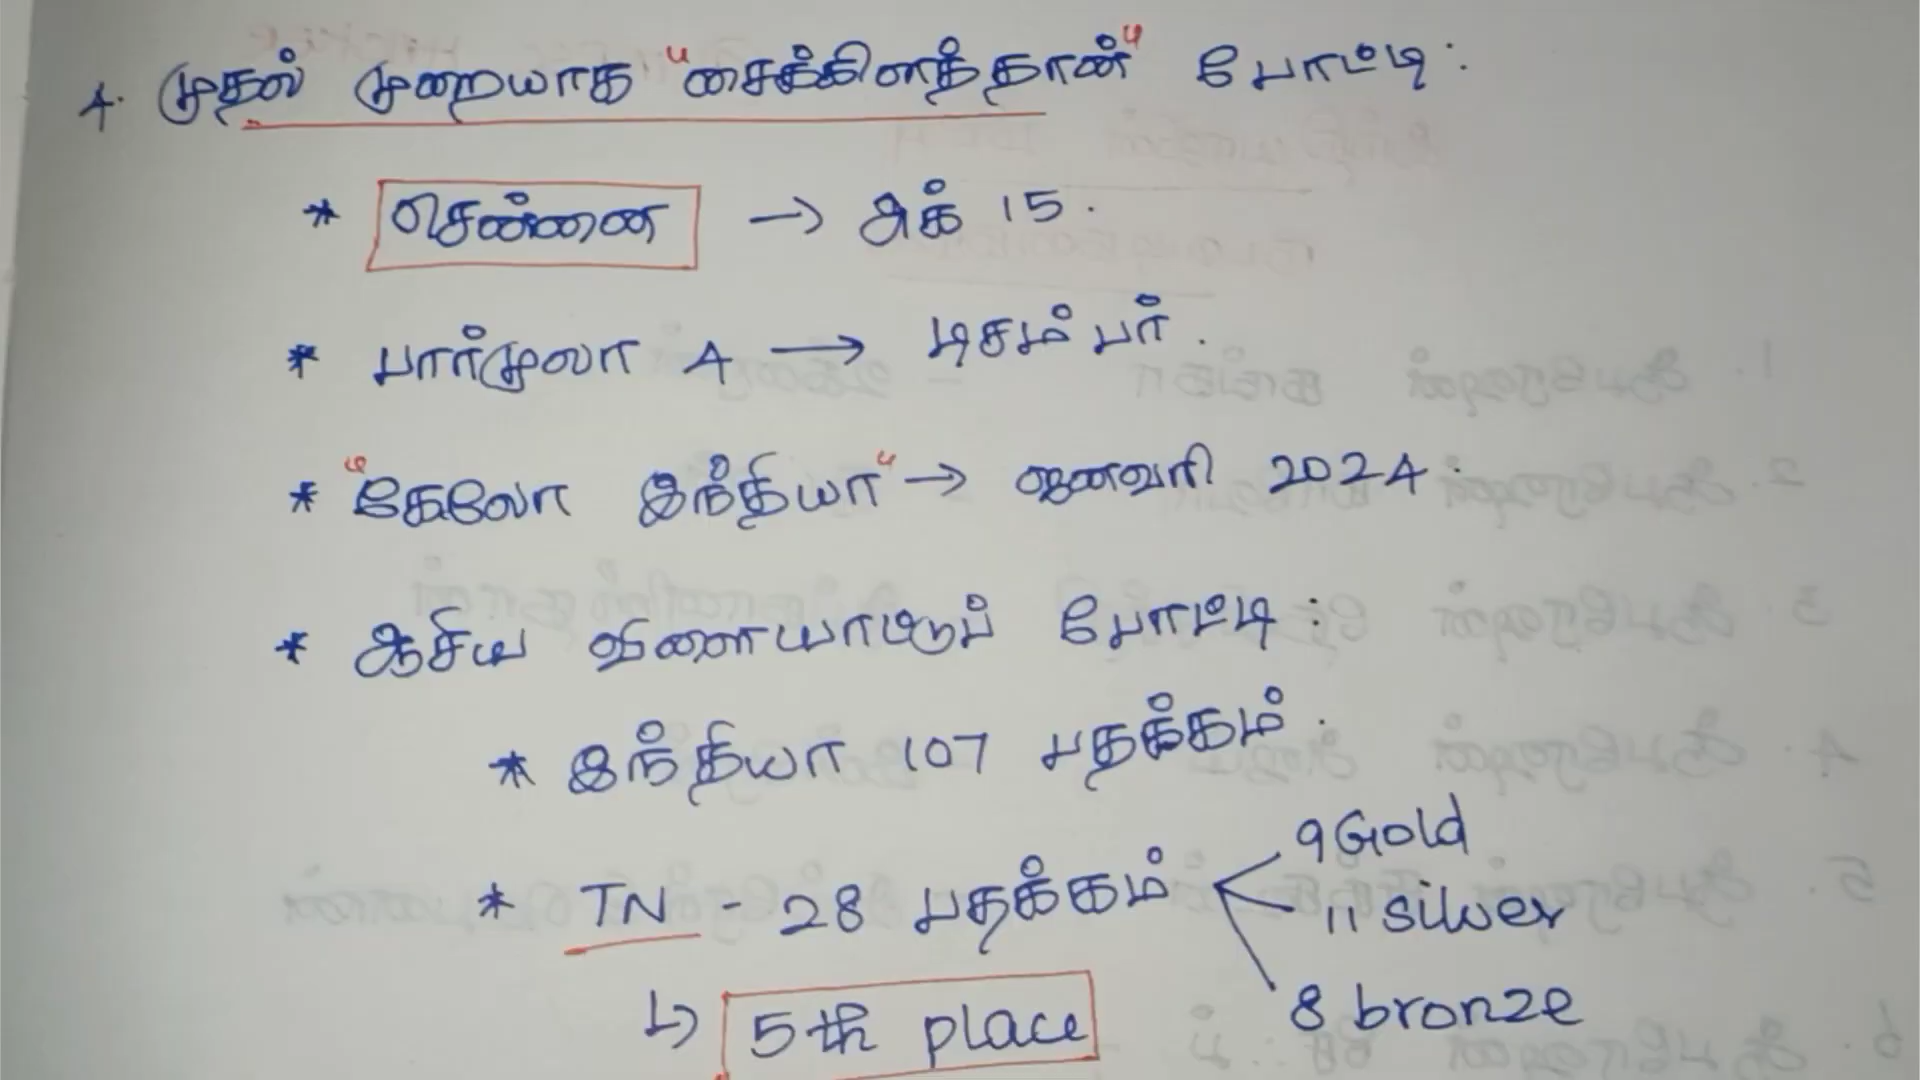 4. முதல் முறையாக "சைக்கிளத்தான்" போட்டி:
* சென்னை → அக் 15.
* பார்முலா 4 → டிசம்பர்.
* "கேலோ இந்தியா" → ஜனவரி 2024.
* ஆசிய விளையாட்டுப் போட்டி:
* இந்தியா 107 பதக்கம்.
9 Gold
* TN - 28 பதக்கம்
11 silver
8 bronze
↳ 5th place